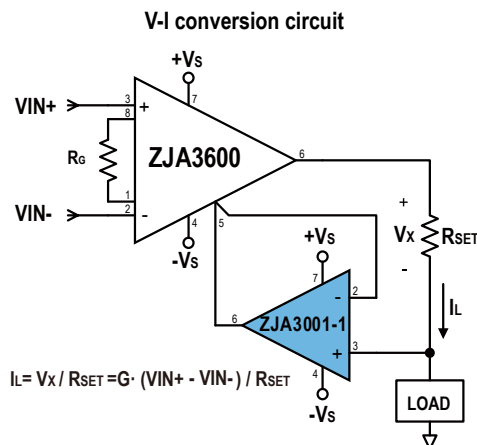 V-I conversion circuit
+VS
VIN+
3
+
7
8
RG
ZJA3600
6
1
VIN-
2
-
4
5
-VS
+
VX
RSET
-
+VS
7
-
2
IL
6
ZJA3001-1
+
3
4
-VS
IL= VX / RSET =G· (VIN+ - VIN-) / RSET
LOAD